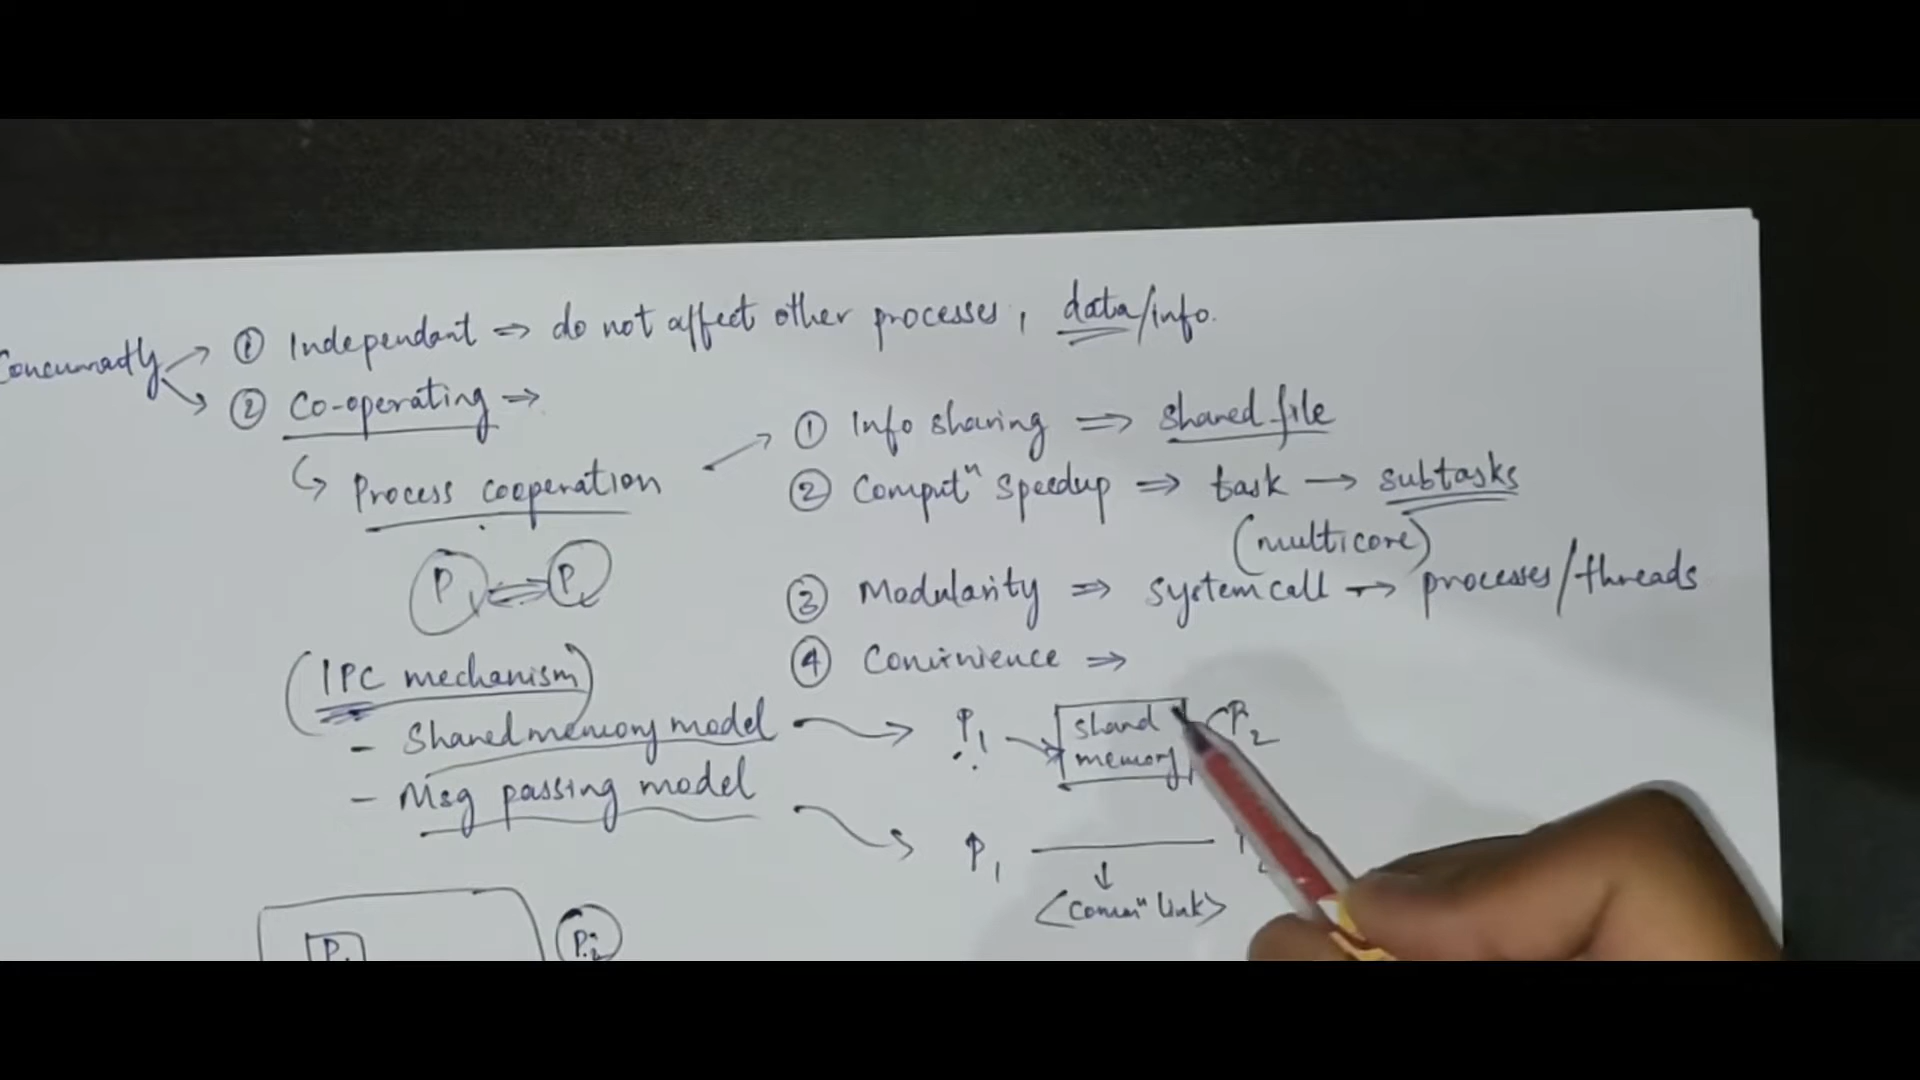 Concurrently
① Independant ⇒ do not affect other processes, data/info.
② Co-operating ⇒
↳ Process cooperation
① Info sharing ⇒ shared file
② Computⁿ Speedup ⇒ task → subtasks
(multicore)
③ Modularity ⇒ system call → processes/threads
④ Convinience ⇒
P₁ P
(IPC mechanism)
- Shared memory model
P₁ shared memory P₂
- Msg passing model
P₁
<commⁿ link>
P₁ P₂